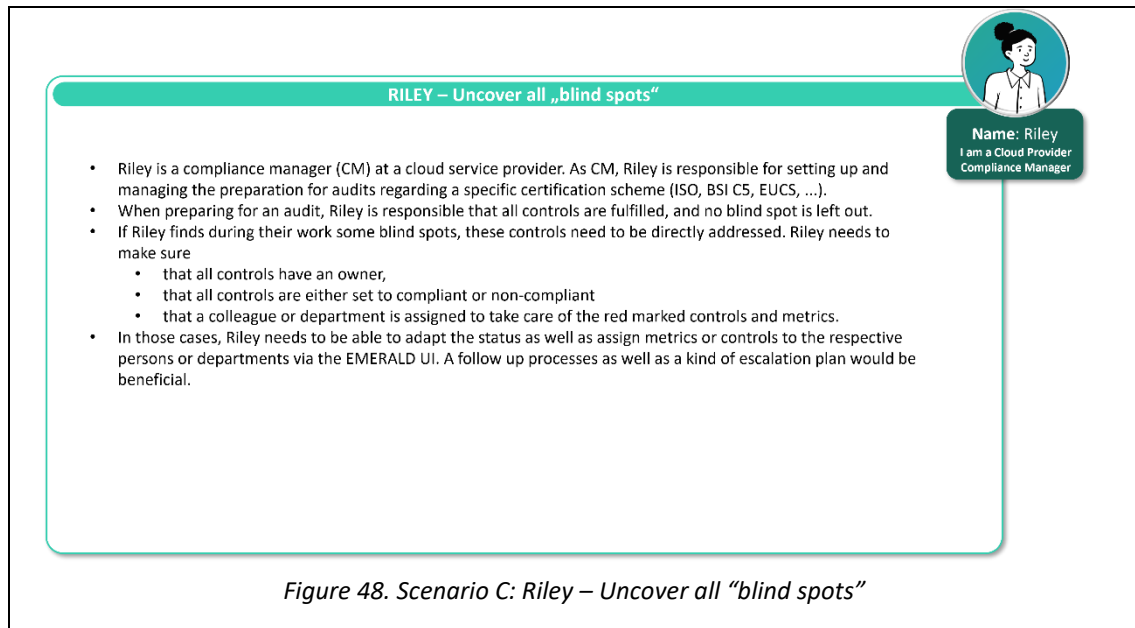 RILEY – Uncover all „blind spots“
Name: Riley
I am a Cloud Provider
Compliance Manager
• Riley is a compliance manager (CM) at a cloud service provider. As CM, Riley is responsible for setting up and
managing the preparation for audits regarding a specific certification scheme (ISO, BSI C5, EUCS, ...).
• When preparing for an audit, Riley is responsible that all controls are fulfilled, and no blind spot is left out.
• If Riley finds during their work some blind spots, these controls need to be directly addressed. Riley needs to
make sure
• that all controls have an owner,
• that all controls are either set to compliant or non-compliant
• that a colleague or department is assigned to take care of the red marked controls and metrics.
• In those cases, Riley needs to be able to adapt the status as well as assign metrics or controls to the respective
persons or departments via the EMERALD UI. A follow up processes as well as a kind of escalation plan would be
beneficial.
Figure 48. Scenario C: Riley – Uncover all “blind spots”